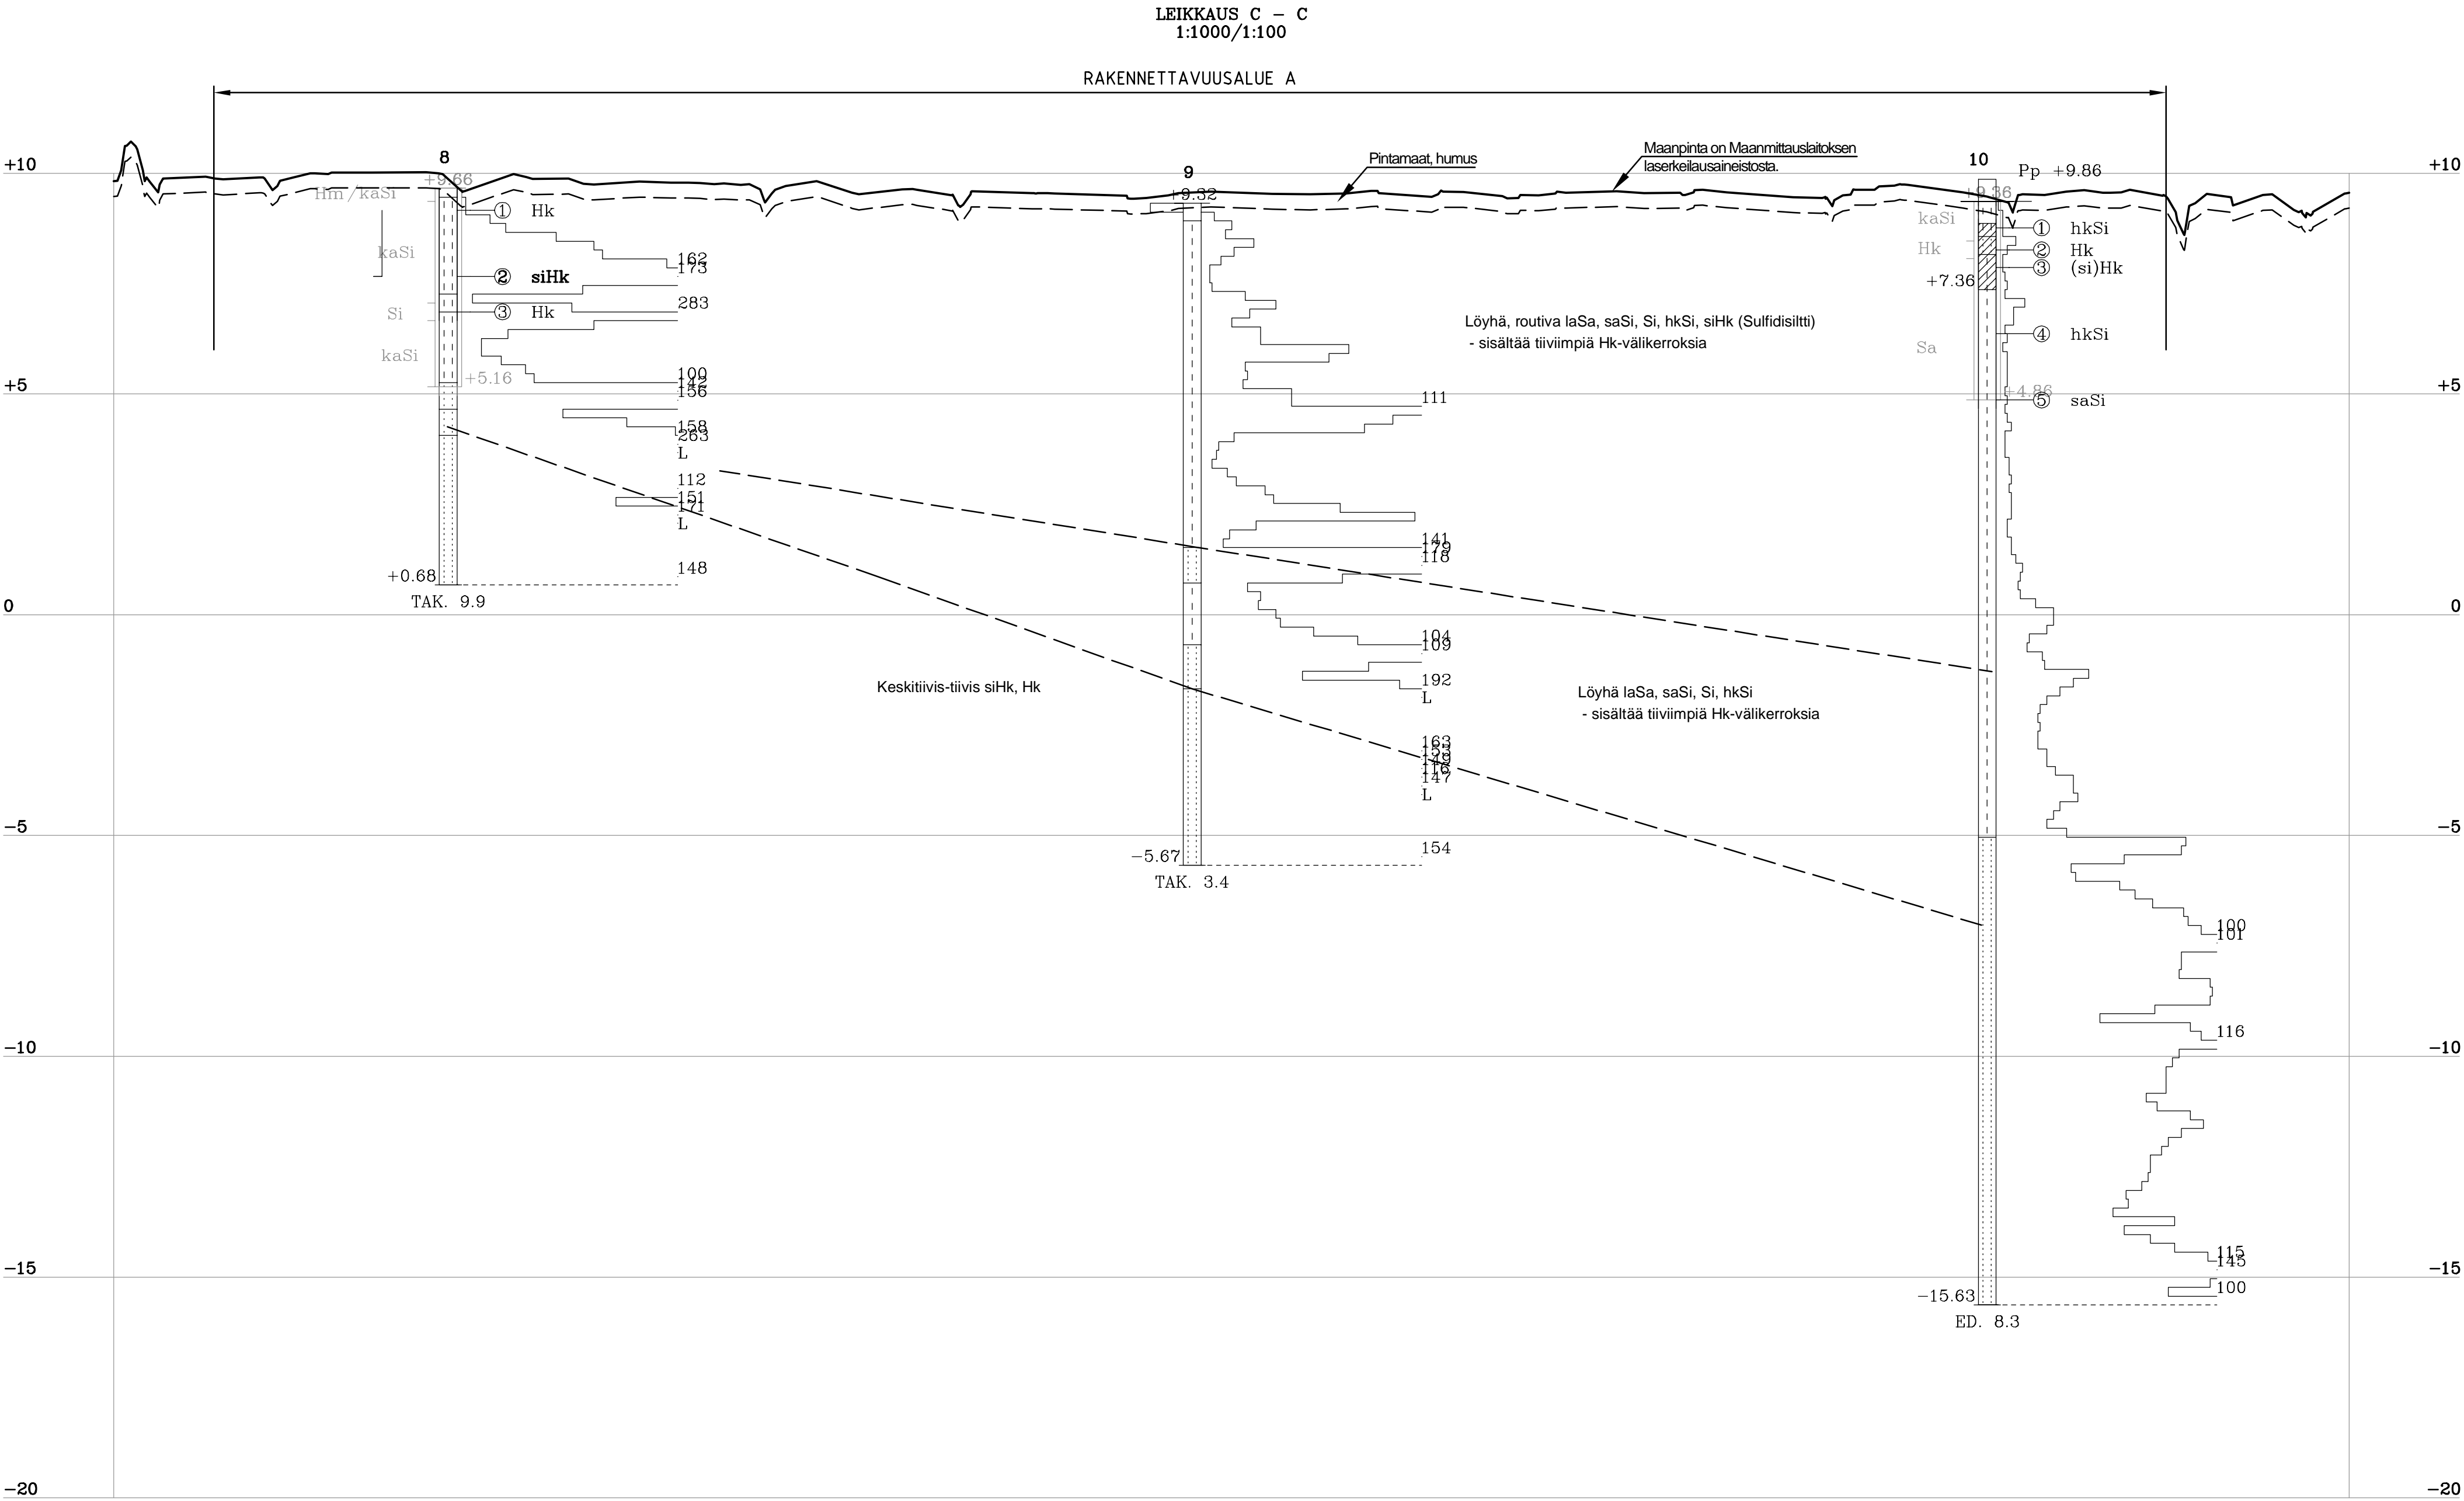 LEIKKAUS C – C
1:1000/1:100
RAKENNETTAVUUSALUE A
+10
+10
8
9
10
Pintamaat, humus
Maanpinta on Maanmittauslaitoksen
laserkeilausaineistosta.
Pp +9.86
+9.66
+9.32
+9.36
Hm/kaSi
1 Hk
kaSi
162
173
2 siHk
283
Si
3 Hk
kaSi
+5.16
100
142
156
158
263
L
112
151
171
L
148
+0.68
TAK. 9.9
111
141
179
118
104
109
192
L
163
153
149
116
147
L
154
−5.67
TAK. 3.4
kaSi
1 hkSi
Hk
2 Hk
3 (si)Hk
+7.36
4 hkSi
Sa
+4.86
5 saSi
Löyhä, routiva laSa, saSi, Si, hkSi, siHk (Sulfidisiltti)
- sisältää tiiviimpiä Hk-välikerroksia
Keskitiivis-tiivis siHk, Hk
Löyhä laSa, saSi, Si, hkSi
- sisältää tiiviimpiä Hk-välikerroksia
100
101
116
115
145
100
−15.63
ED. 8.3
+5
+5
0
0
−5
−5
−10
−10
−15
−15
−20
−20